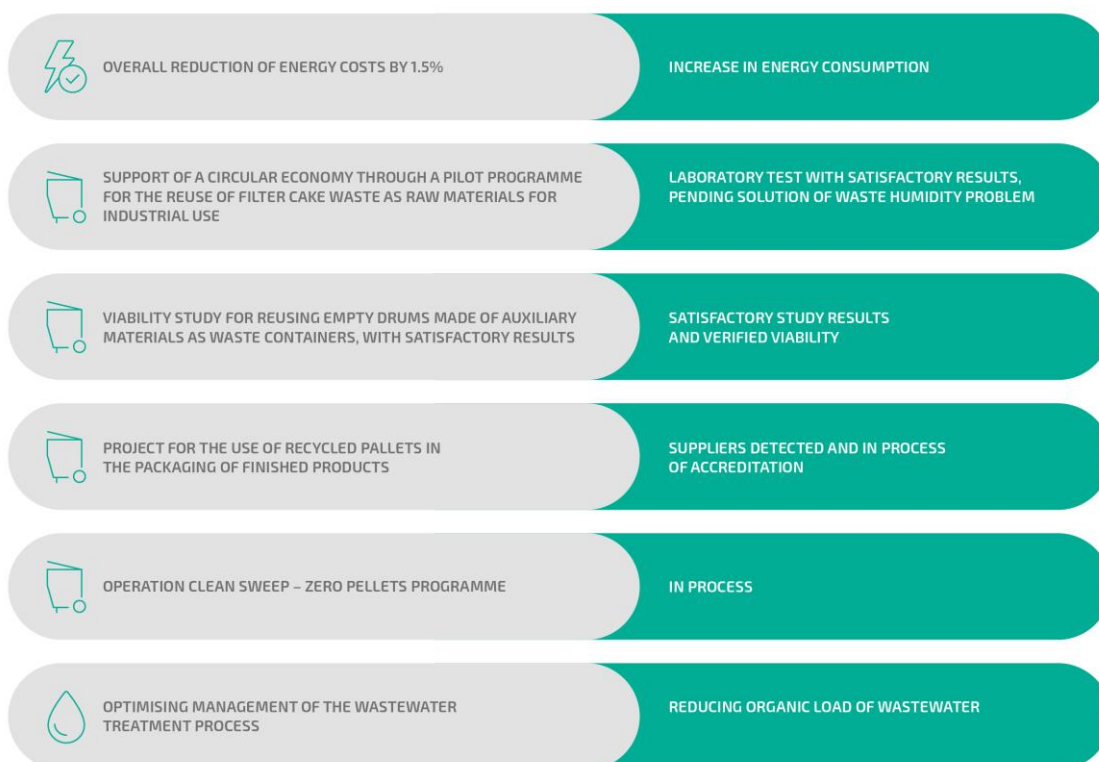 OVERALL REDUCTION OF ENERGY COSTS BY 1.5%
INCREASE IN ENERGY CONSUMPTION
SUPPORT OF A CIRCULAR ECONOMY THROUGH A PILOT PROGRAMME
FOR THE REUSE OF FILTER CAKE WASTE AS RAW MATERIALS FOR
INDUSTRIAL USE
LABORATORY TEST WITH SATISFACTORY RESULTS,
PENDING SOLUTION OF WASTE HUMIDITY PROBLEM
VIABILITY STUDY FOR REUSING EMPTY DRUMS MADE OF AUXILIARY
MATERIALS AS WASTE CONTAINERS, WITH SATISFACTORY RESULTS
SATISFACTORY STUDY RESULTS
AND VERIFIED VIABILITY
PROJECT FOR THE USE OF RECYCLED PALLETS IN
THE PACKAGING OF FINISHED PRODUCTS
SUPPLIERS DETECTED AND IN PROCESS
OF ACCREDITATION
OPERATION CLEAN SWEEP – ZERO PELLETS PROGRAMME
IN PROCESS
OPTIMISING MANAGEMENT OF THE WASTEWATER
TREATMENT PROCESS
REDUCING ORGANIC LOAD OF WASTEWATER